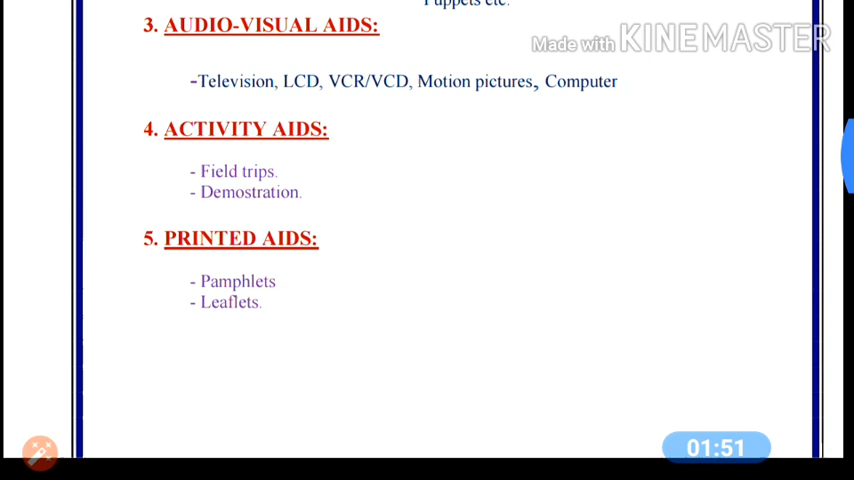 Puppets etc.
3. AUDIO-VISUAL AIDS:
Made with KINEMASTER
-Television, LCD, VCR/VCD, Motion pictures, Computer
4. ACTIVITY AIDS:
- Field trips.
- Demostration.
5. PRINTED AIDS:
- Pamphlets
- Leaflets.
01:51